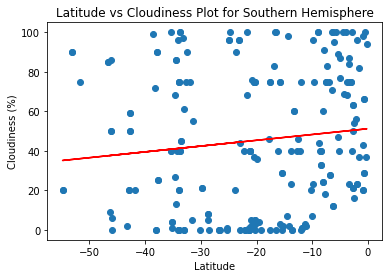 Latitude vs Cloudiness Plot for Southern Hemisphere
100
80
60
40
20
0
Cloudiness (%)
−50 −40 −30 −20 −10 0
Latitude